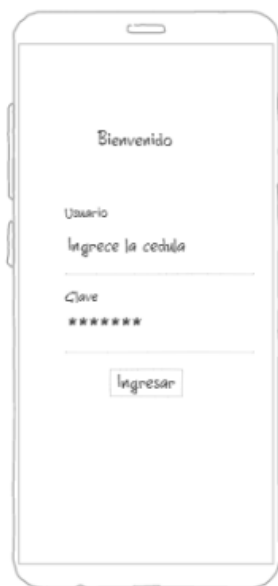 Bienvenido
Usuario
Ingrece la cedula
Clave
*******
Ingresar